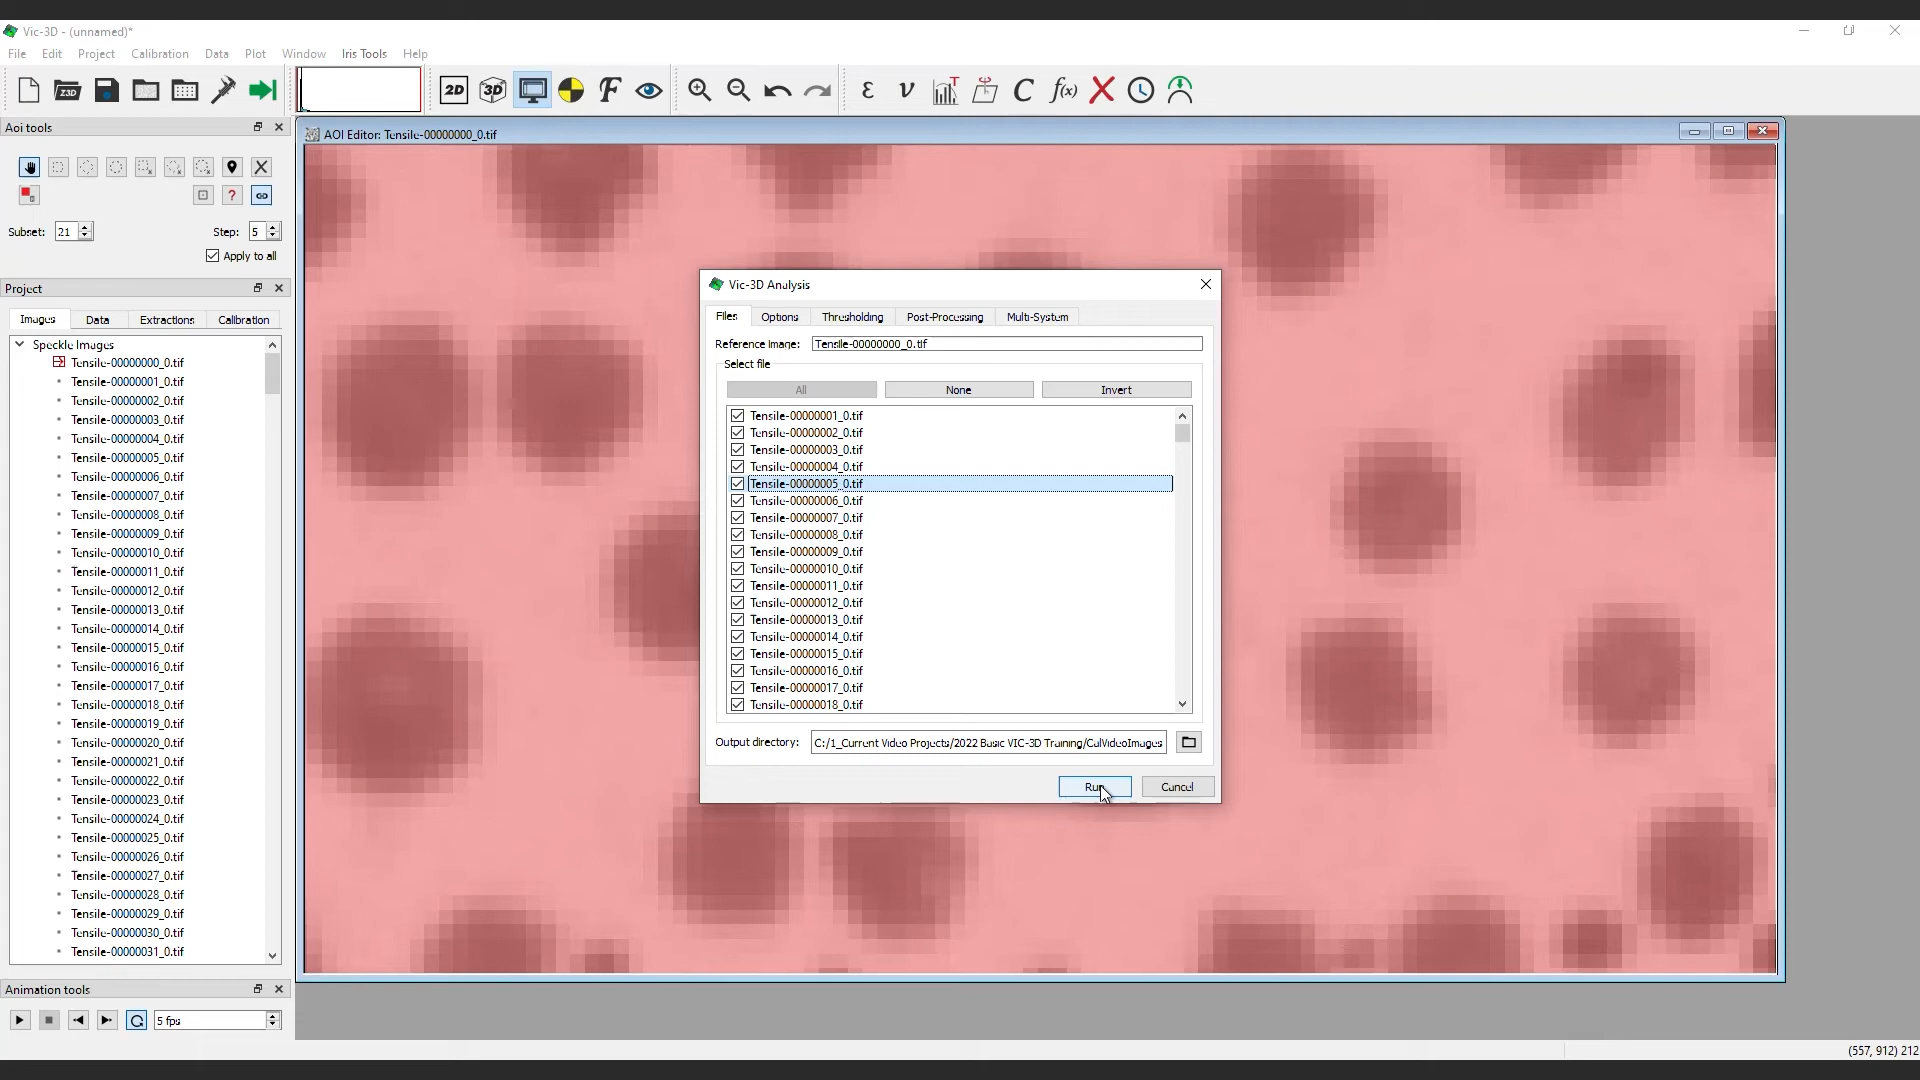 Vic-3D - (unnamed)*
File Edit Project Calibration Data Plot Window Iris Tools Help
Z3D 2D 3D F ε ν T C f(x)
Aoi tools
AOI Editor: Tensile-00000000_0.tif
?
Subset: 21 Step: 5
Apply to all
Project
Images Data Extractions Calibration
Speckle Images
Tensile-00000000_0.tif
Tensile-00000001_0.tif
Tensile-00000002_0.tif
Tensile-00000003_0.tif
Tensile-00000004_0.tif
Tensile-00000005_0.tif
Tensile-00000006_0.tif
Tensile-00000007_0.tif
Tensile-00000008_0.tif
Tensile-00000009_0.tif
Tensile-00000010_0.tif
Tensile-00000011_0.tif
Tensile-00000012_0.tif
Tensile-00000013_0.tif
Tensile-00000014_0.tif
Tensile-00000015_0.tif
Tensile-00000016_0.tif
Tensile-00000017_0.tif
Tensile-00000018_0.tif
Tensile-00000019_0.tif
Tensile-00000020_0.tif
Tensile-00000021_0.tif
Tensile-00000022_0.tif
Tensile-00000023_0.tif
Tensile-00000024_0.tif
Tensile-00000025_0.tif
Tensile-00000026_0.tif
Tensile-00000027_0.tif
Tensile-00000028_0.tif
Tensile-00000029_0.tif
Tensile-00000030_0.tif
Tensile-00000031_0.tif
Animation tools
5 fps
Vic-3D Analysis
Files Options Thresholding Post-Processing Multi-System
Reference Image: Tensile-00000000_0.tif
Select file
All None Invert
Tensile-00000001_0.tif
Tensile-00000002_0.tif
Tensile-00000003_0.tif
Tensile-00000004_0.tif
Tensile-00000005_0.tif
Tensile-00000006_0.tif
Tensile-00000007_0.tif
Tensile-00000008_0.tif
Tensile-00000009_0.tif
Tensile-00000010_0.tif
Tensile-00000011_0.tif
Tensile-00000012_0.tif
Tensile-00000013_0.tif
Tensile-00000014_0.tif
Tensile-00000015_0.tif
Tensile-00000016_0.tif
Tensile-00000017_0.tif
Tensile-00000018_0.tif
Output directory: C:/1_Current Video Projects/2022 Basic VIC-3D Training/CalVideoImages
Run Cancel
(557, 912) 212